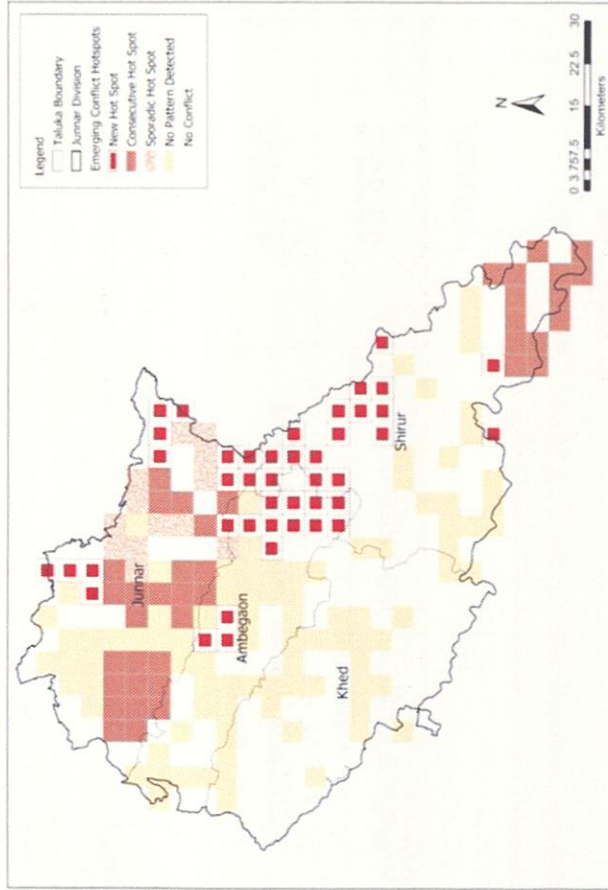 Legend
Taluka Boundary
Junnar Division
Emerging Conflict Hotspots
New Hot Spot
Consecutive Hot Spot
Sporadic Hot Spot
No Pattern Detected
No Conflict
Junnar
Ambegaon
Khed
Shirur
N
0 3.757.5 15 22.5 30
Kilometers